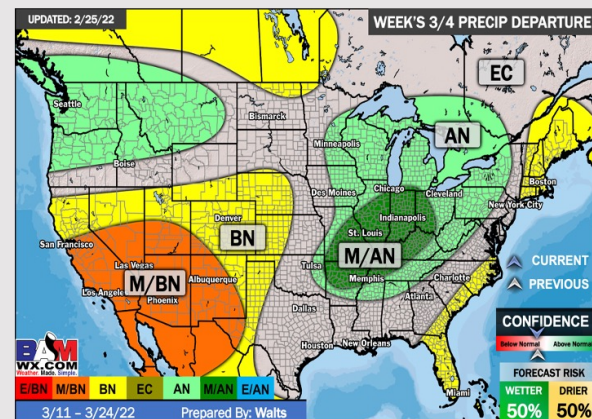 UPDATED: 2/25/22
WEEK'S 3/4 PRECIP DEPARTURE
EC
Seattle
Bismarck
AN
Minneapolis
Boise
Des Moines
Chicago
Cleveland
Boston
New York City
Denver
Indianapolis
BN
St. Louis
San Francisco
M/AN
Las Vegas
Tulsa
CURRENT
M/BN
Albuquerque
Memphis
Charlotte
PREVIOUS
Los Angele
Phoenix
Atlanta
Dallas
CONFIDENCE
Houston
New Orleans
Below Normal
Above Norma
BAM
WX.COM
Weather. Made. Simple.
FORECAST RISK
E/BN
M/BN
BN
EC
AN
M/AN
E/AN
Miami
WETTER
DRIER
50%
50%
3/11 – 3/24/22
Prepared By: Walts